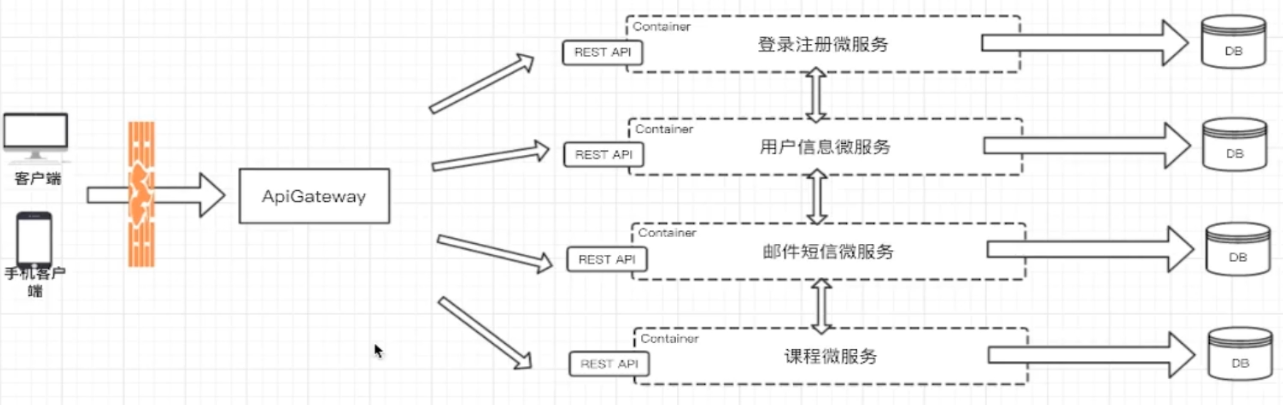 客户端
手机客户
端
ApiGateway
Container
REST API
登录注册微服务
DB
Container
REST API
用户信息微服务
DB
Container
REST API
邮件短信微服务
DB
Container
REST API
课程微服务
DB